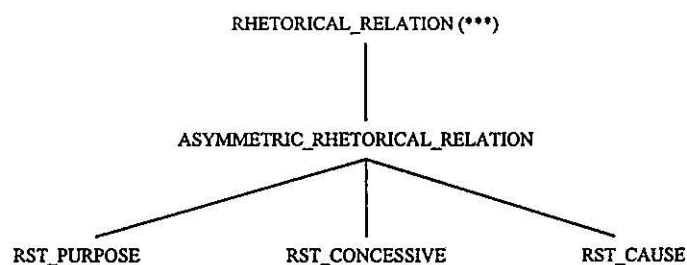 RHETORICAL_RELATION (***)
ASYMMETRIC_RHETORICAL_RELATION
RST_PURPOSE RST_CONCESSIVE RST_CAUSE